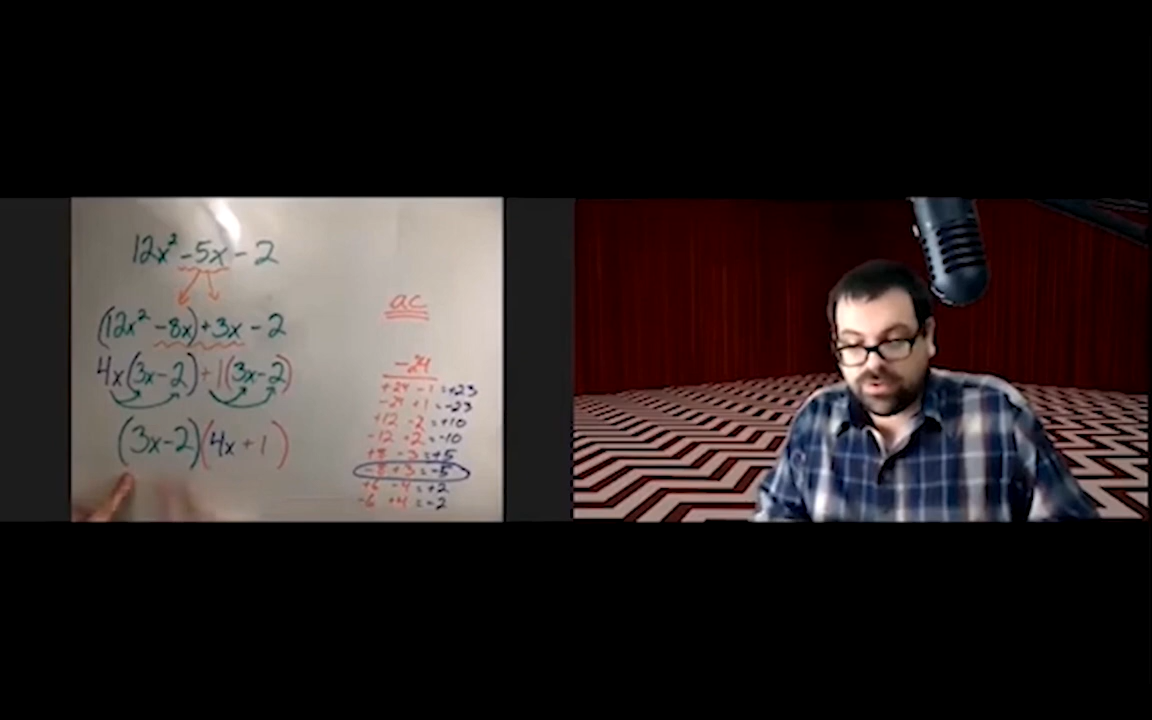 12x² -5x - 2
(12x² -8x) +3x - 2
4x(3x-2) + 1(3x-2)
(3x-2)(4x+1)
ac
-24
+24 -1 = +23
-24 +1 = -23
+12 -2 = +10
-12 +2 = -10
+8 -3 = +5
-8 +3 = -5
+6 -4 = +2
-6 +4 = -2